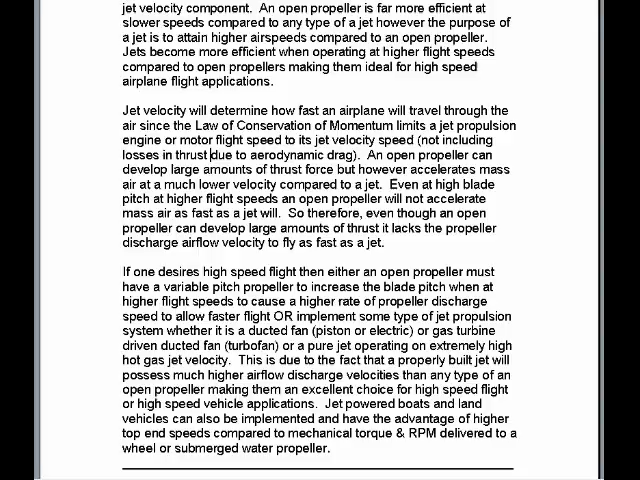 jet velocity component.  An open propeller is far more efficient at
slower speeds compared to any type of a jet however the purpose of
a jet is to attain higher airspeeds compared to an open propeller.
Jets become more efficient when operating at higher flight speeds
compared to open propellers making them ideal for high speed
airplane flight applications.
Jet velocity will determine how fast an airplane will travel through the
air since the Law of Conservation of Momentum limits a jet propulsion
engine or motor flight speed to its jet velocity speed (not including
losses in thrust due to aerodynamic drag).  An open propeller can
develop large amounts of thrust force but however accelerates mass
air at a much lower velocity compared to a jet.  Even at high blade
pitch at higher flight speeds an open propeller will not accelerate
mass air as fast as a jet will.  So therefore, even though an open
propeller can develop large amounts of thrust it lacks the propeller
discharge airflow velocity to fly as fast as a jet.
If one desires high speed flight then either an open propeller must
have a variable pitch propeller to increase the blade pitch when at
higher flight speeds to cause a higher rate of propeller discharge
speed to allow faster flight OR implement some type of jet propulsion
system whether it is a ducted fan (piston or electric) or gas turbine
driven ducted fan (turbofan) or a pure jet operating on extremely high
hot gas jet velocity.  This is due to the fact that a properly built jet will
possess much higher airflow discharge velocities than any type of an
open propeller making them an excellent choice for high speed flight
or high speed vehicle applications.  Jet powered boats and land
vehicles can also be implemented and have the advantage of higher
top end speeds compared to mechanical torque & RPM delivered to a
wheel or submerged water propeller.